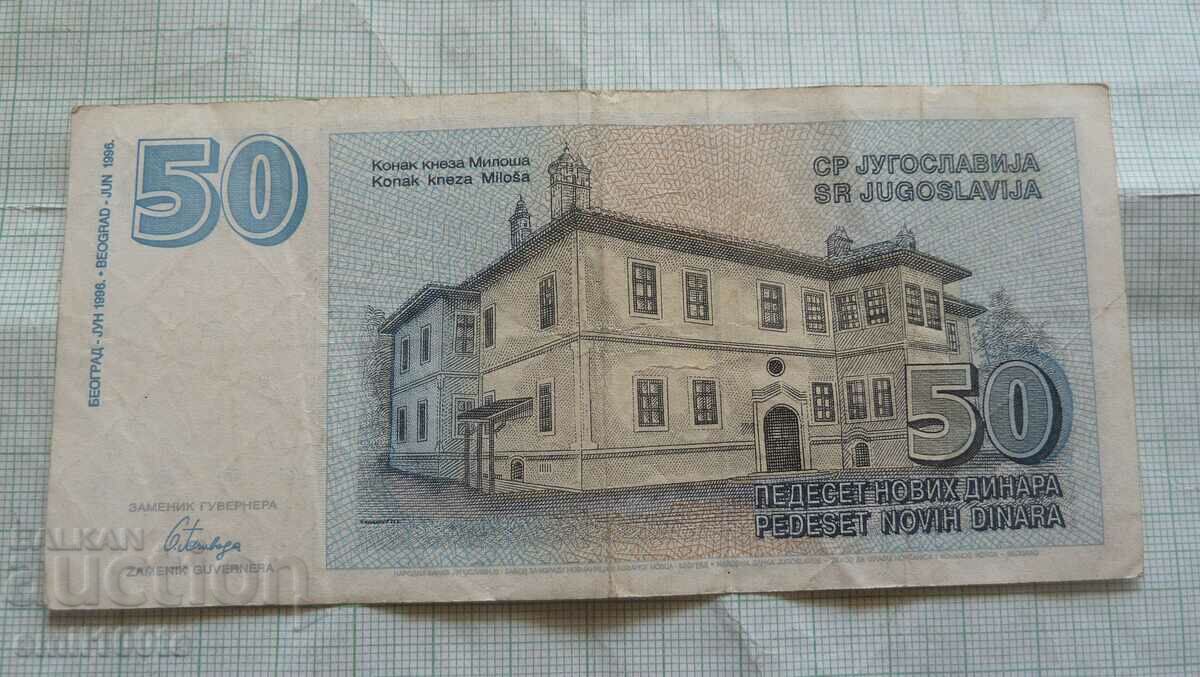 50
БЕОГРАД - ЈУН 1996. • BEOGRAD - JUN 1996.
Конак кнеза Милоша
Konak kneza Miloša
СР ЈУГОСЛАВИЈА
SR JUGOSLAVIJA
50
ПЕДЕСЕТ НОВИХ ДИНАРА
PEDESET NOVIH DINARA
ЗАМЕНИК ГУВЕРНЕРА
ZAMENIK GUVERNERA
BALKAN
auction